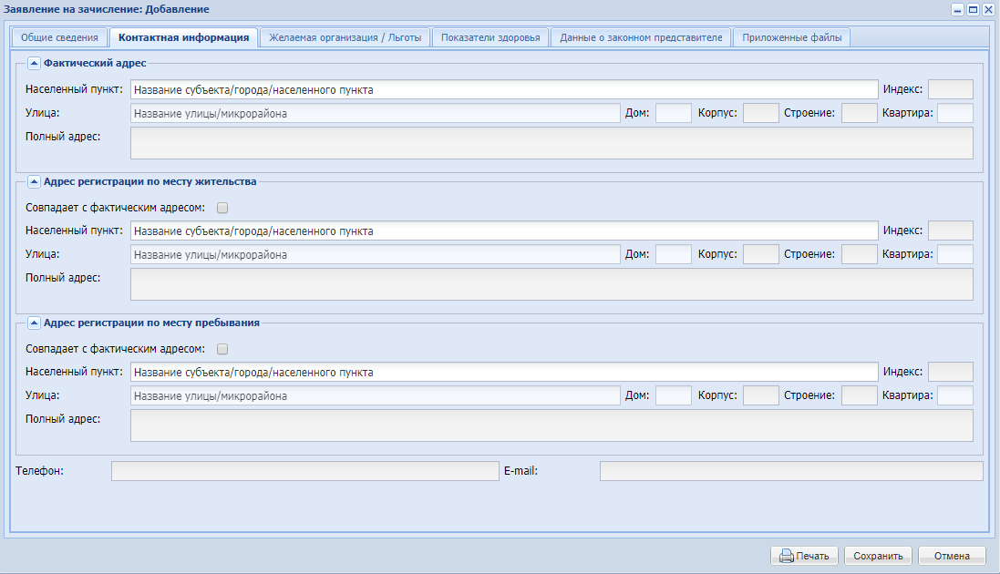 Заявление на зачисление: Добавление
Общие сведения Контактная информация Желаемая организация / Льготы Показатели здоровья Данные о законном представителе Приложенные файлы
Фактический адрес
Населенный пункт: Название субъекта/города/населенного пункта Индекс:
Улица: Название улицы/микрорайона Дом: Корпус: Строение: Квартира:
Полный адрес:
Адрес регистрации по месту жительства
Совпадает с фактическим адресом:
Населенный пункт: Название субъекта/города/населенного пункта Индекс:
Улица: Название улицы/микрорайона Дом: Корпус: Строение: Квартира:
Полный адрес:
Адрес регистрации по месту пребывания
Совпадает с фактическим адресом:
Населенный пункт: Название субъекта/города/населенного пункта Индекс:
Улица: Название улицы/микрорайона Дом: Корпус: Строение: Квартира:
Полный адрес:
Телефон: E-mail:
Печать Сохранить Отмена